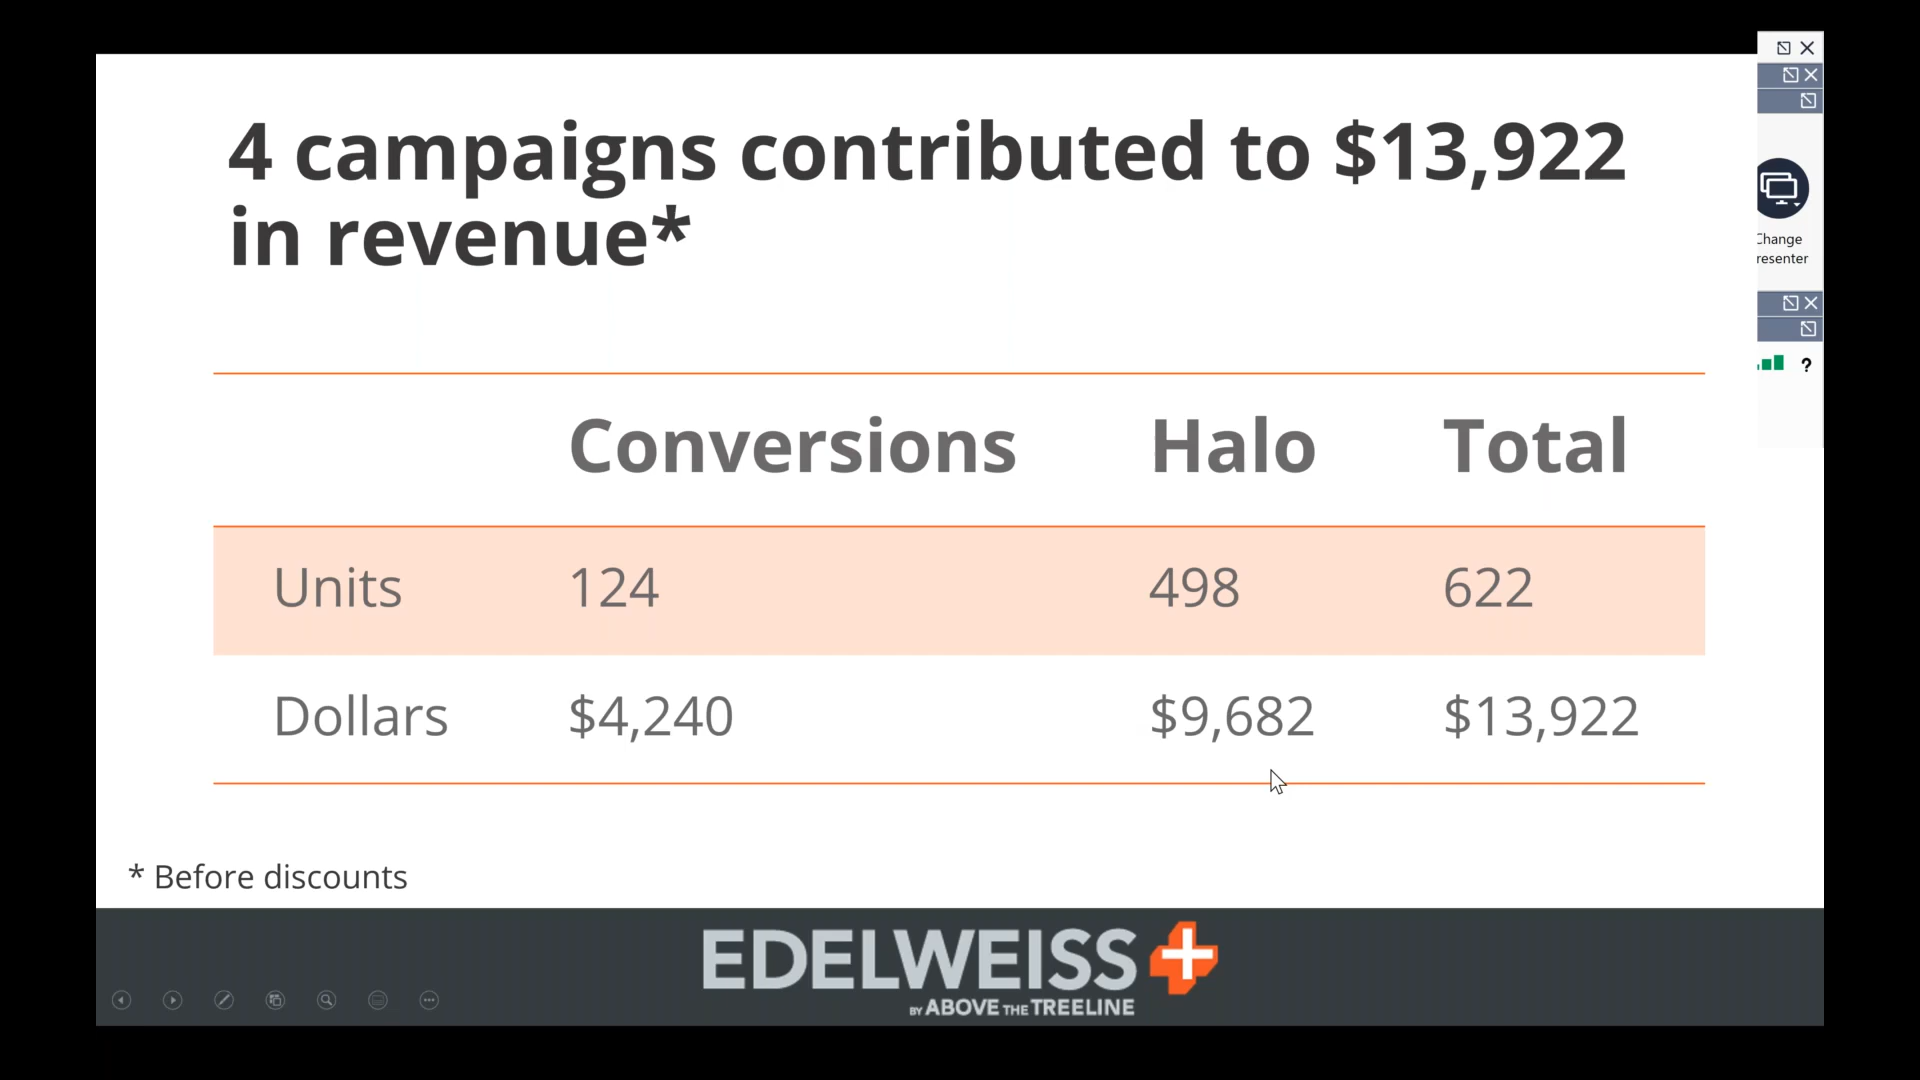 4 campaigns contributed to $13,922
in revenue*
Conversions Halo Total
Units 124 498 622
Dollars $4,240 $9,682 $13,922
* Before discounts
EDELWEISS
BY ABOVE THE TREELINE
Change
resenter
?